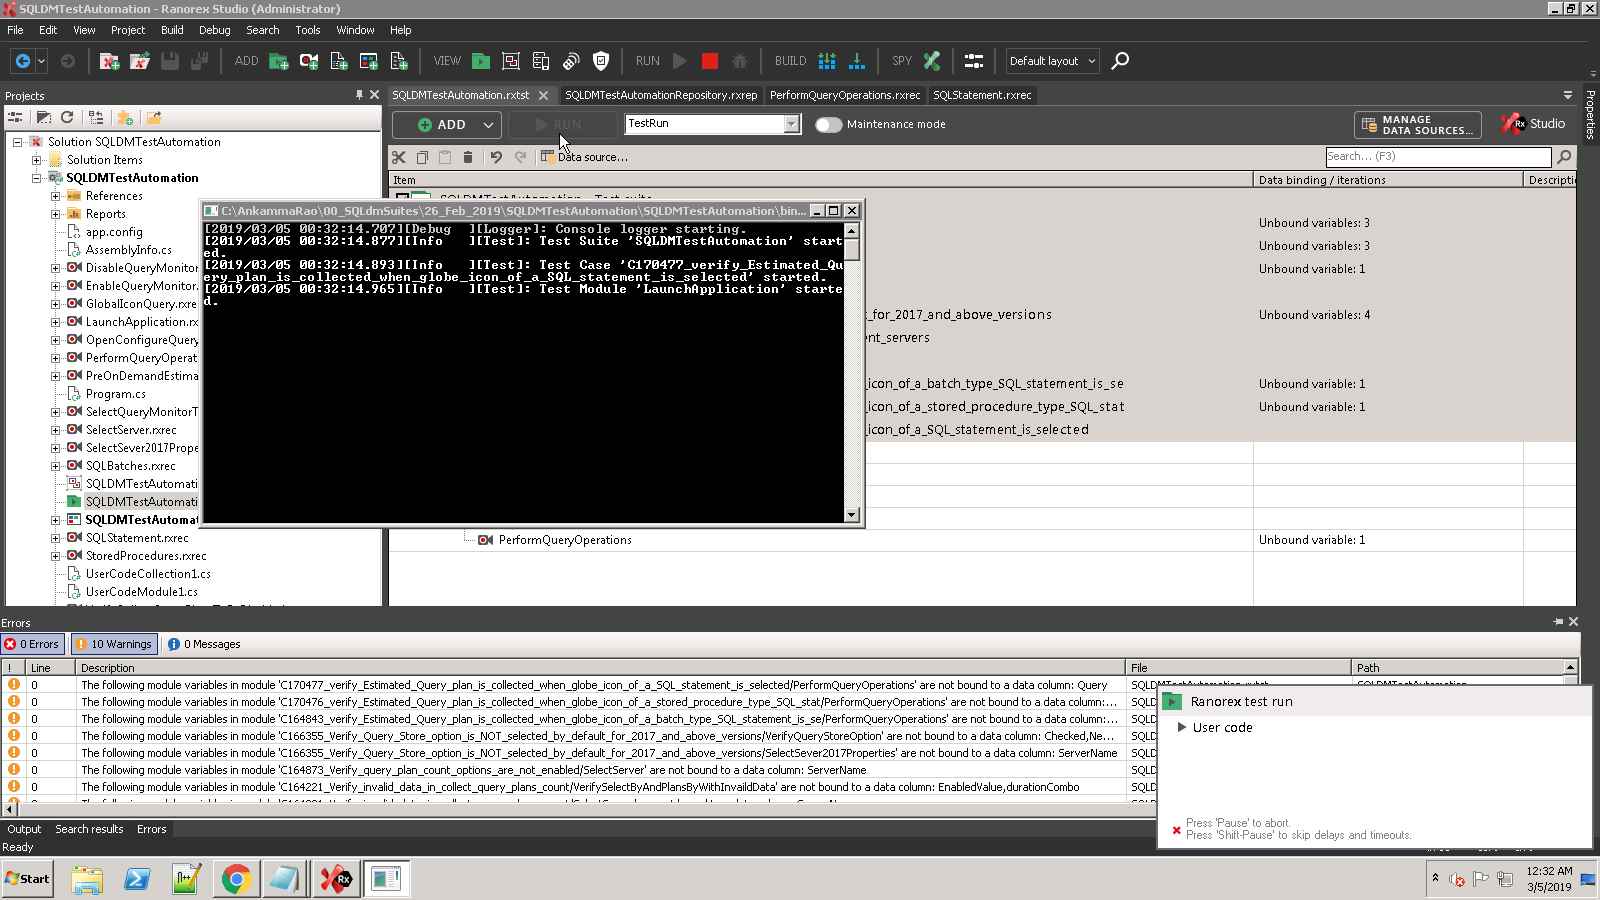 SQLDMTestAutomation - Ranorex Studio (Administrator)
File Edit View Project Build Debug Search Tools Window Help
ADD VIEW RUN BUILD SPY Default layout
Projects
SQLDMTestAutomation.rxtst SQLDMTestAutomationRepository.rxrep PerformQueryOperations.rxrec SQLStatement.rxrec
Properties
ADD RUN TestRun Maintenance mode MANAGE DATA SOURCES... Rx Studio
Data source... Search... (F3)
Item Data binding / iterations Descripti
Solution SQLDMTestAutomation
Solution Items
SQLDMTestAutomation
References
Reports
app.config
AssemblyInfo.cs
DisableQueryMonitor
EnableQueryMonitor.
GlobalIconQuery.rxre
LaunchApplication.rx
OpenConfigureQuery
PerformQueryOperat
PreOnDemandEstima
Program.cs
SelectQueryMonitorT
SelectServer.rxrec
SelectSever2017Prope
SQLBatches.rxrec
SQLDMTestAutomati
SQLDMTestAutomati
SQLDMTestAutomat
SQLStatement.rxrec
StoredProcedures.rxrec
UserCodeCollection1.cs
UserCodeModule1.cs
C:\AnkammaRao\00_SQLdmSuites\26_Feb_2019\SQLDMTestAutomation\SQLDMTestAutomation\bin...
[2019/03/05 00:32:14.707][Debug ][Logger]: Console logger starting.
[2019/03/05 00:32:14.877][Info ][Test]: Test Suite 'SQLDMTestAutomation' start
ed.
[2019/03/05 00:32:14.893][Info ][Test]: Test Case 'C170477_verify_Estimated_Qu
ery_plan_is_collected_when_globe_icon_of_a_SQL_statement_is_selected' started.
[2019/03/05 00:32:14.965][Info ][Test]: Test Module 'LaunchApplication' starte
d.
Unbound variables: 3
Unbound variables: 3
Unbound variable: 1
_for_2017_and_above_versions Unbound variables: 4
ent_servers
icon_of_a_batch_type_SQL_statement_is_se Unbound variable: 1
icon_of_a_stored_procedure_type_SQL_stat Unbound variable: 1
icon_of_a_SQL_statement_is_selected
PerformQueryOperations Unbound variable: 1
Errors
0 Errors 10 Warnings 0 Messages
! Line Description File Path
0 The following module variables in module 'C170477_verify_Estimated_Query_plan_is_collected_when_globe_icon_of_a_SQL_statement_is_selected/PerformQueryOperations' are not bound to a data column: Query
0 The following module variables in module 'C170476_verify_Estimated_Query_plan_is_collected_when_globe_icon_of_a_stored_procedure_type_SQL_stat/PerformQueryOperations' are not bound to a data column:... SQLD
0 The following module variables in module 'C164843_verify_Estimated_Query_plan_is_collected_when_globe_icon_of_a_batch_type_SQL_statement_is_se/PerformQueryOperations' are not bound to a data column:... SQLD
0 The following module variables in module 'C166355_Verify_Query_Store_option_is_NOT_selected_by_default_for_2017_and_above_versions/VerifyQueryStoreOption' are not bound to a data column: Checked,Ne... SQLD
0 The following module variables in module 'C166355_Verify_Query_Store_option_is_NOT_selected_by_default_for_2017_and_above_versions/SelectSever2017Properties' are not bound to a data column: ServerName SQLD
0 The following module variables in module 'C164873_Verify_query_plan_count_options_are_not_enabled/SelectServer' are not bound to a data column: ServerName SQLD
0 The following module variables in module 'C164221_Verify_invalid_data_in_collect_query_plans_count/VerifySelectByAndPlansByWithInvaildData' are not bound to a data column: EnabledValue,durationCombo SQLD
Ranorex test run
User code
Press 'Pause' to abort.
Press 'Shift-Pause' to skip delays and timeouts.
Output Search results Errors
Ready
Start
12:32 AM
3/5/2019